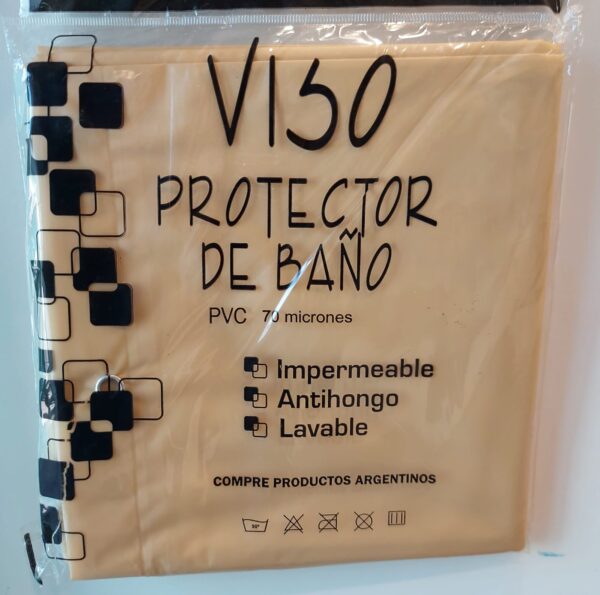 VISO
PROTECTOR
DE BAÑO
PVC 70 micrones
Impermeable
Antihongo
Lavable
COMPRE PRODUCTOS ARGENTINOS